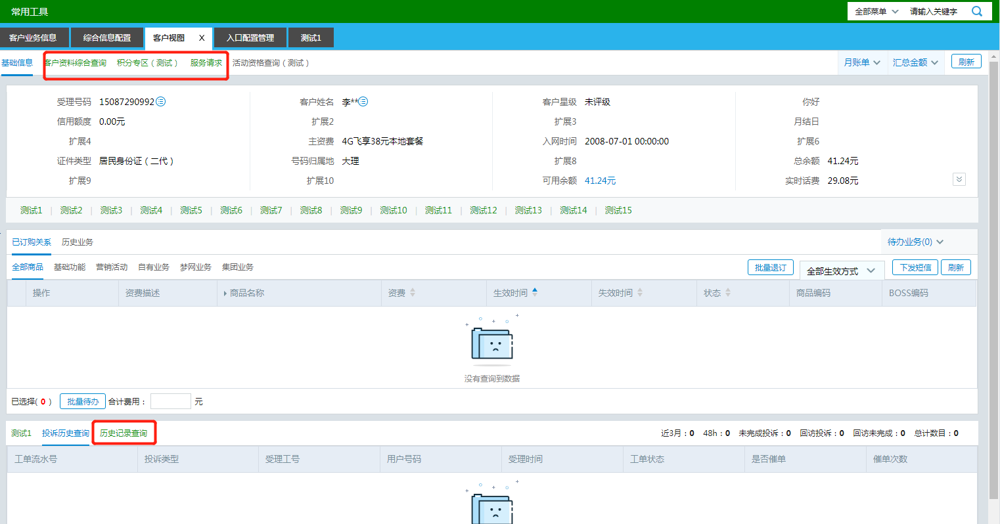 常用工具
全部菜单 请输入关键字
客户业务信息 综合信息配置 客户视图 X 入口配置管理 测试1
基础信息 客户资料综合查询 积分专区（测试） 服务请求 活动资格查询（测试） 月账单 汇总金额 刷新
受理号码 15087290992 客户姓名 李** 客户星级 未评级 你好
信用额度 0.00元 扩展2 扩展3 月结日
扩展4 主资费 4G飞享38元本地套餐 入网时间 2008-07-01 00:00:00 扩展6
证件类型 居民身份证（二代） 号码归属地 大理 扩展8 总余额 41.24元
扩展9 扩展10 可用余额 41.24元 实时话费 29.08元
测试1 | 测试2 | 测试3 | 测试4 | 测试5 | 测试6 | 测试7 | 测试8 | 测试9 | 测试10 | 测试11 | 测试12 | 测试13 | 测试14 | 测试15
已订购关系 历史业务 待办业务(0)
全部商品 基础功能 营销活动 自有业务 梦网业务 集团业务 批量退订 全部生效方式 下发短信 刷新
操作 资费描述 商品名称 资费 生效时间 失效时间 状态 商品编码 BOSS编码
没有查询到数据
已选择( 0 ) 批量待办 合计费用： 元
测试1 投诉历史查询 历史记录查询 近3月：0 48h：0 未完成投诉：0 回访投诉：0 回访未完成：0 总计数目：0
工单流水号 投诉类型 受理工号 用户号码 受理时间 工单状态 是否催单 催单次数